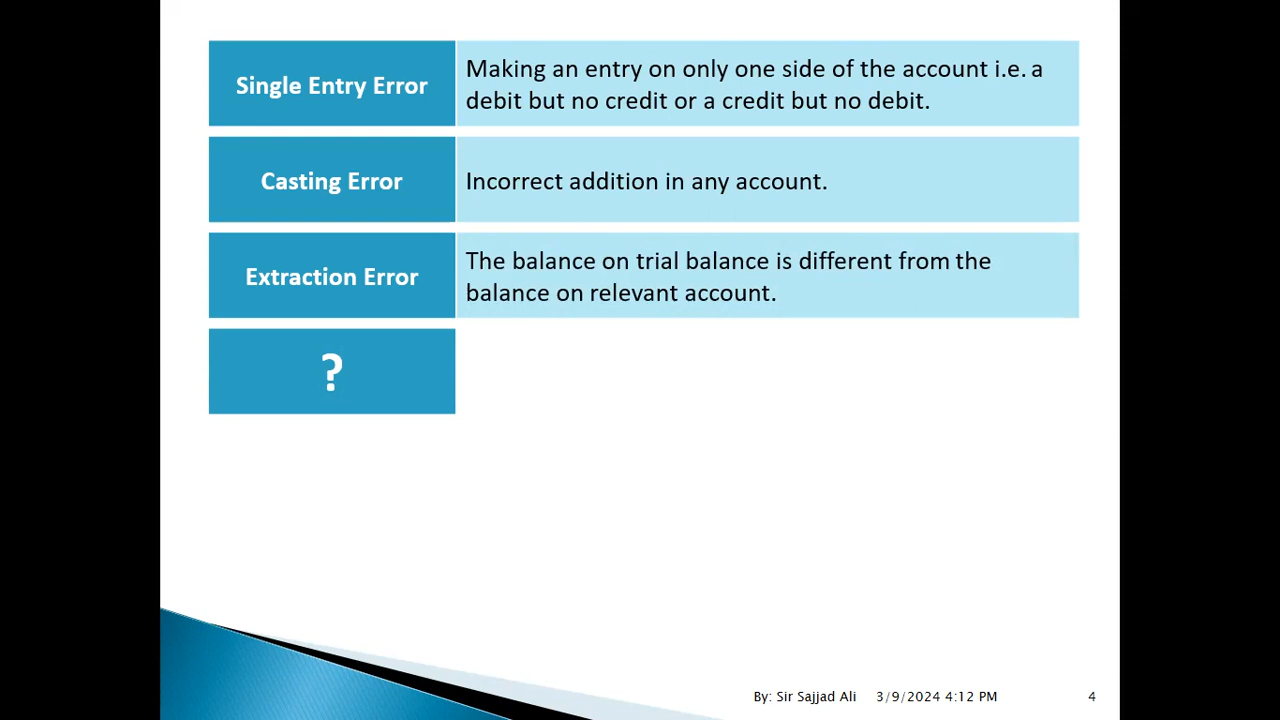 Single Entry Error
Making an entry on only one side of the account i.e. a
debit but no credit or a credit but no debit.
Casting Error
Incorrect addition in any account.
Extraction Error
The balance on trial balance is different from the
balance on relevant account.
?
By: Sir Sajjad Ali 3/9/2024 4:12 PM 4